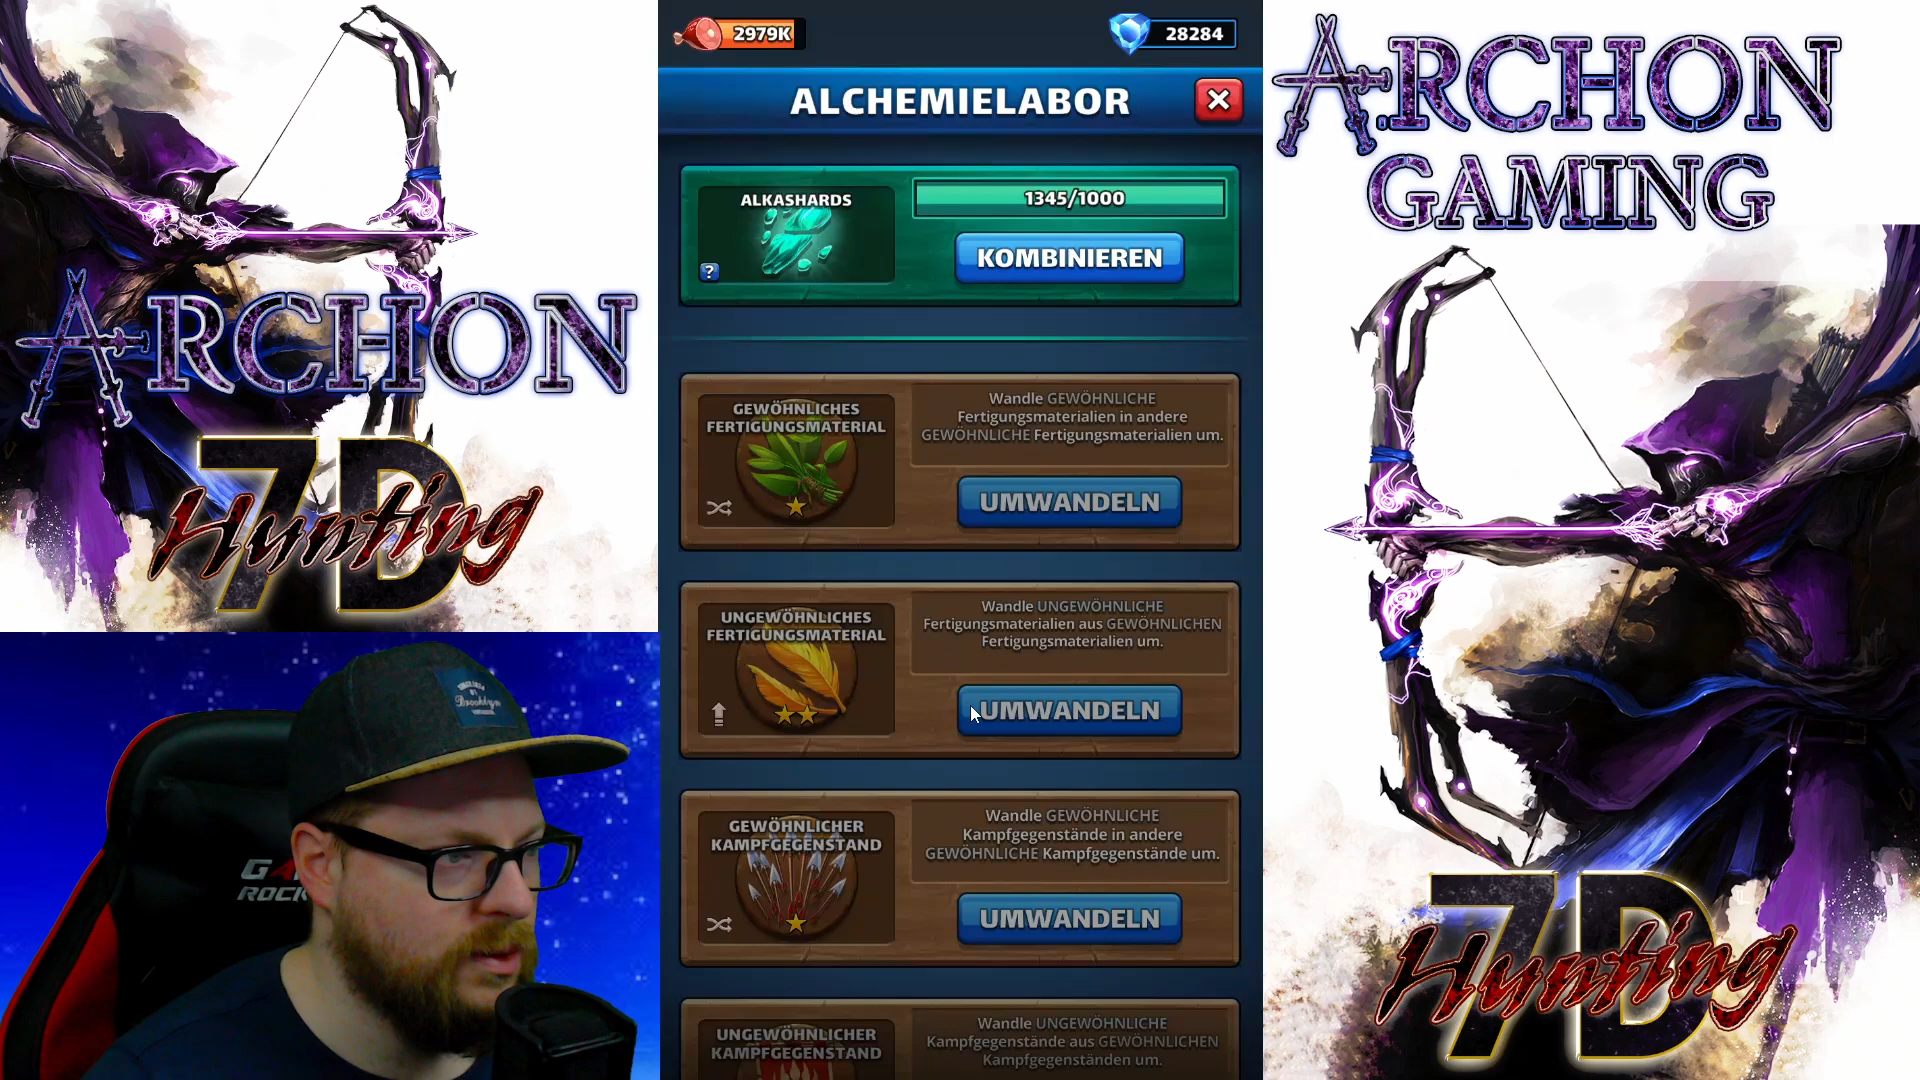 ARCHON
7D
Hunting
2979K
28284
ALCHEMIELABOR
ALKASHARDS
?
1345/1000
KOMBINIEREN
GEWÖHNLICHES
FERTIGUNGSMATERIAL
Wandle GEWÖHNLICHE
Fertigungsmaterialien in andere
GEWÖHNLICHE Fertigungsmaterialien um.
UMWANDELN
UNGEWÖHNLICHES
FERTIGUNGSMATERIAL
Wandle UNGEWÖHNLICHE
Fertigungsmaterialien aus GEWÖHNLICHEN
Fertigungsmaterialien um.
UMWANDELN
GEWÖHNLICHER
KAMPFGEGENSTAND
Wandle GEWÖHNLICHE
Kampfgegenstände in andere
GEWÖHNLICHE Kampfgegenstände um.
UMWANDELN
UNGEWÖHNLICHER
KAMPFGEGENSTAND
Wandle UNGEWÖHNLICHE
Kampfgegenstände aus GEWÖHNLICHEN
Kampfgegenständen um.
ARCHON
GAMING
7D
Hunting
Brooklyn